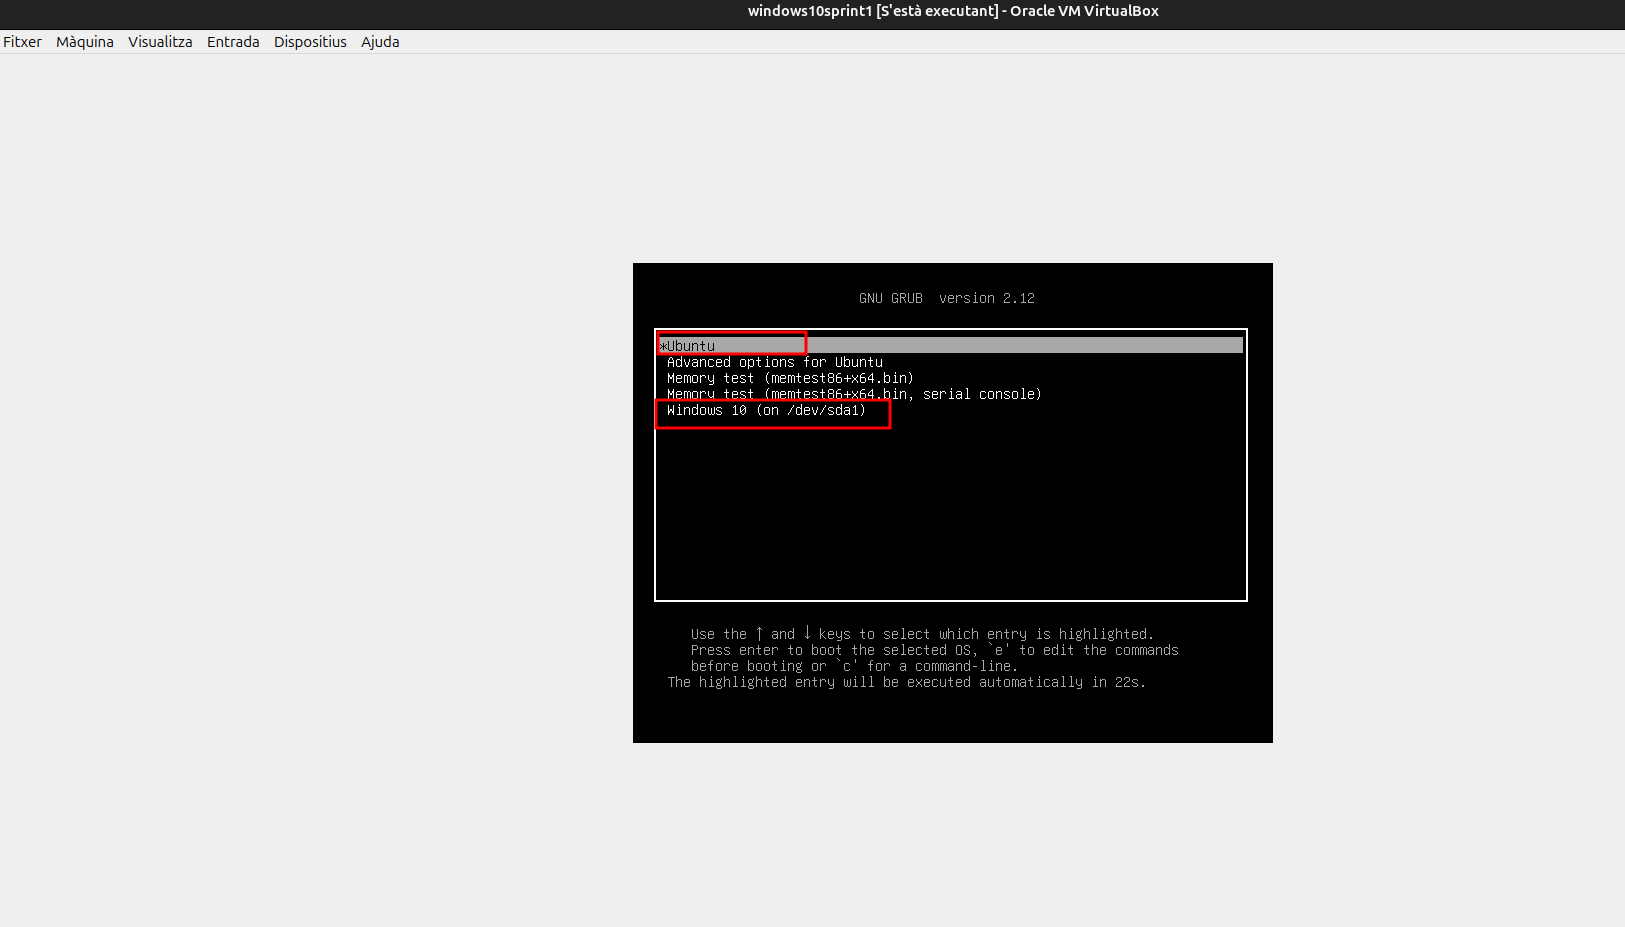 windows10sprint1 [S'està executant] - Oracle VM VirtualBox
Fitxer Màquina Visualitza Entrada Dispositius Ajuda
GNU GRUB version 2.12
*Ubuntu
Advanced options for Ubuntu
Memory test (memtest86+x64.bin)
Memory test (memtest86+x64.bin, serial console)
Windows 10 (on /dev/sda1)
Use the ↑ and ↓ keys to select which entry is highlighted.
Press enter to boot the selected OS, `e' to edit the commands
before booting or `c' for a command-line.
The highlighted entry will be executed automatically in 22s.